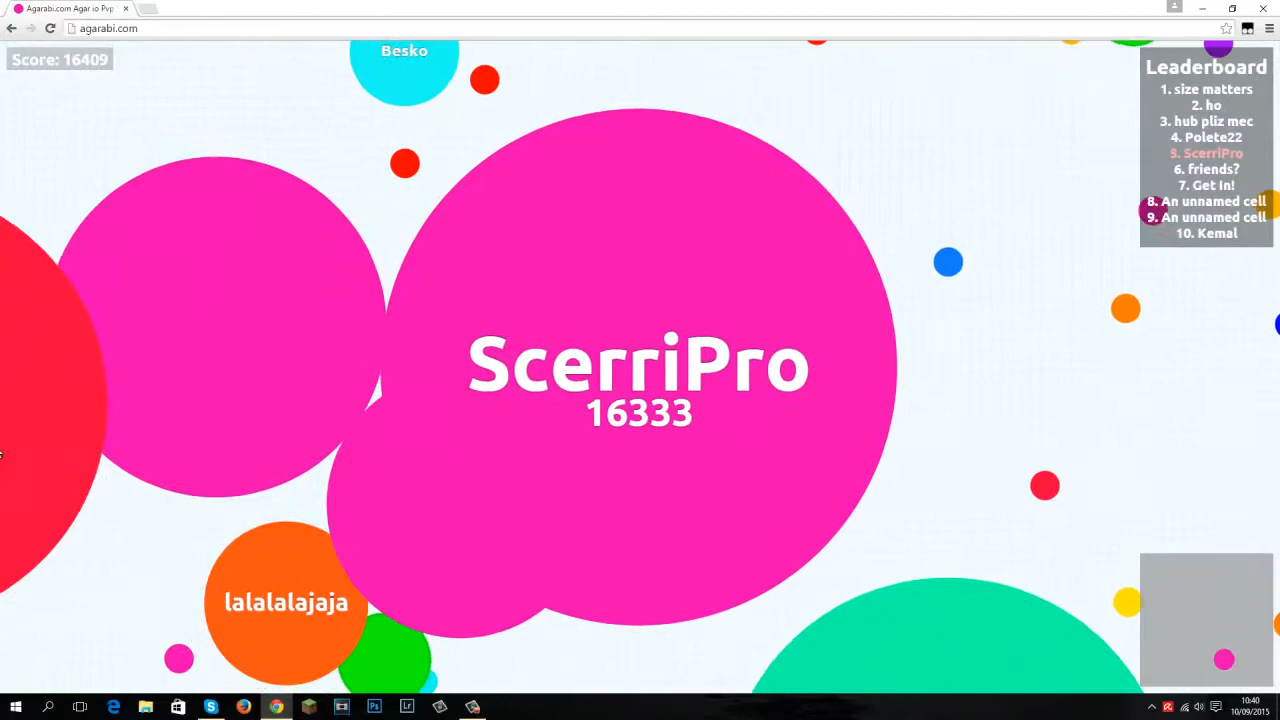 Agarabi.com Agar io Pvp
agarabi.com
Score: 16409
Besko
Leaderboard
1. size matters
2. ho
3. hub pliz mec
4. Polete22
5. ScerriPro
6. friends?
7. Get In!
8. An unnamed cell
9. An unnamed cell
10. Kemal
ScerriPro
16333
lalalalajaja
10:40
10/09/2015